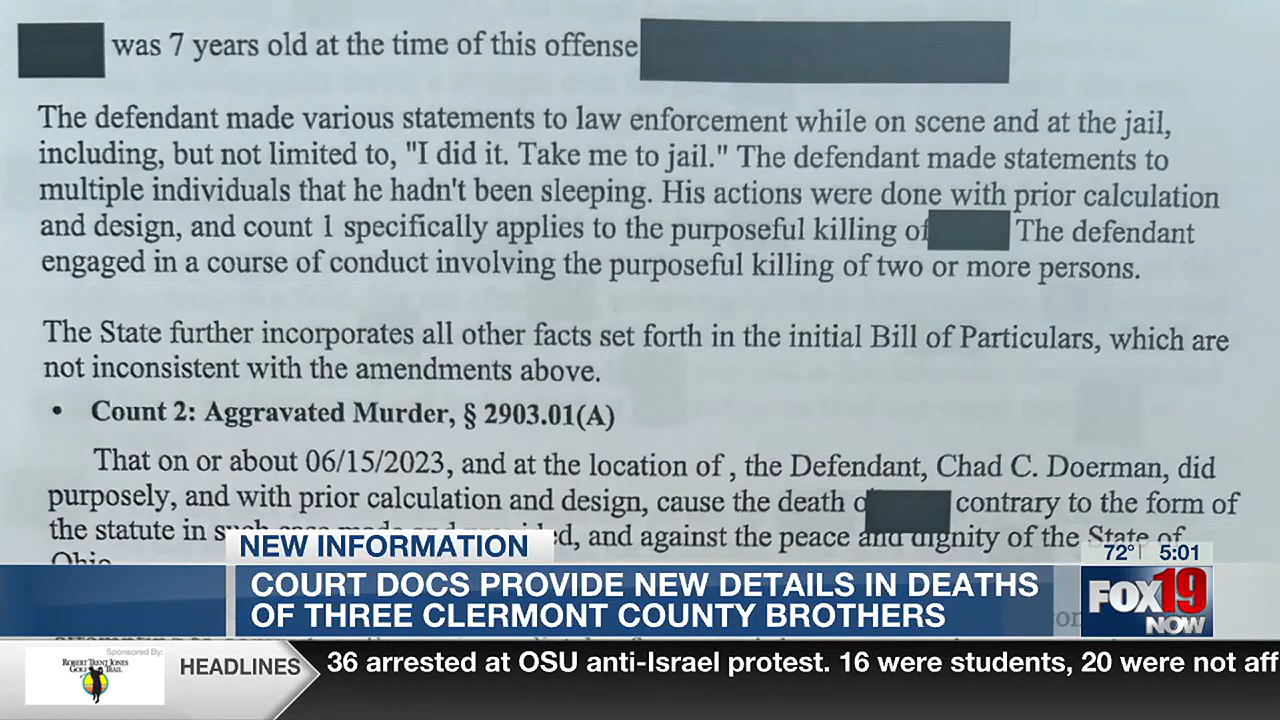 was 7 years old at the time of this offense
The defendant made various statements to law enforcement while on scene and at the jail,
including, but not limited to, "I did it. Take me to jail." The defendant made statements to
multiple individuals that he hadn't been sleeping. His actions were done with prior calculation
and design, and count 1 specifically applies to the purposeful killing of The defendant
engaged in a course of conduct involving the purposeful killing of two or more persons.
The State further incorporates all other facts set forth in the initial Bill of Particulars, which are
not inconsistent with the amendments above.
• Count 2: Aggravated Murder, § 2903.01(A)
That on or about 06/15/2023, and at the location of , the Defendant, Chad C. Doerman, did
purposely, and with prior calculation and design, cause the death contrary to the form of
the statute in and against the peace and dignity of the State of
Ohio
NEW INFORMATION
COURT DOCS PROVIDE NEW DETAILS IN DEATHS
OF THREE CLERMONT COUNTY BROTHERS
72° 5:01
FOX19
NOW
Sponsored By:
ROBERT TRENT JONES
GOLF TRAIL
HEADLINES
36 arrested at OSU anti-Israel protest. 16 were students, 20 were not aff